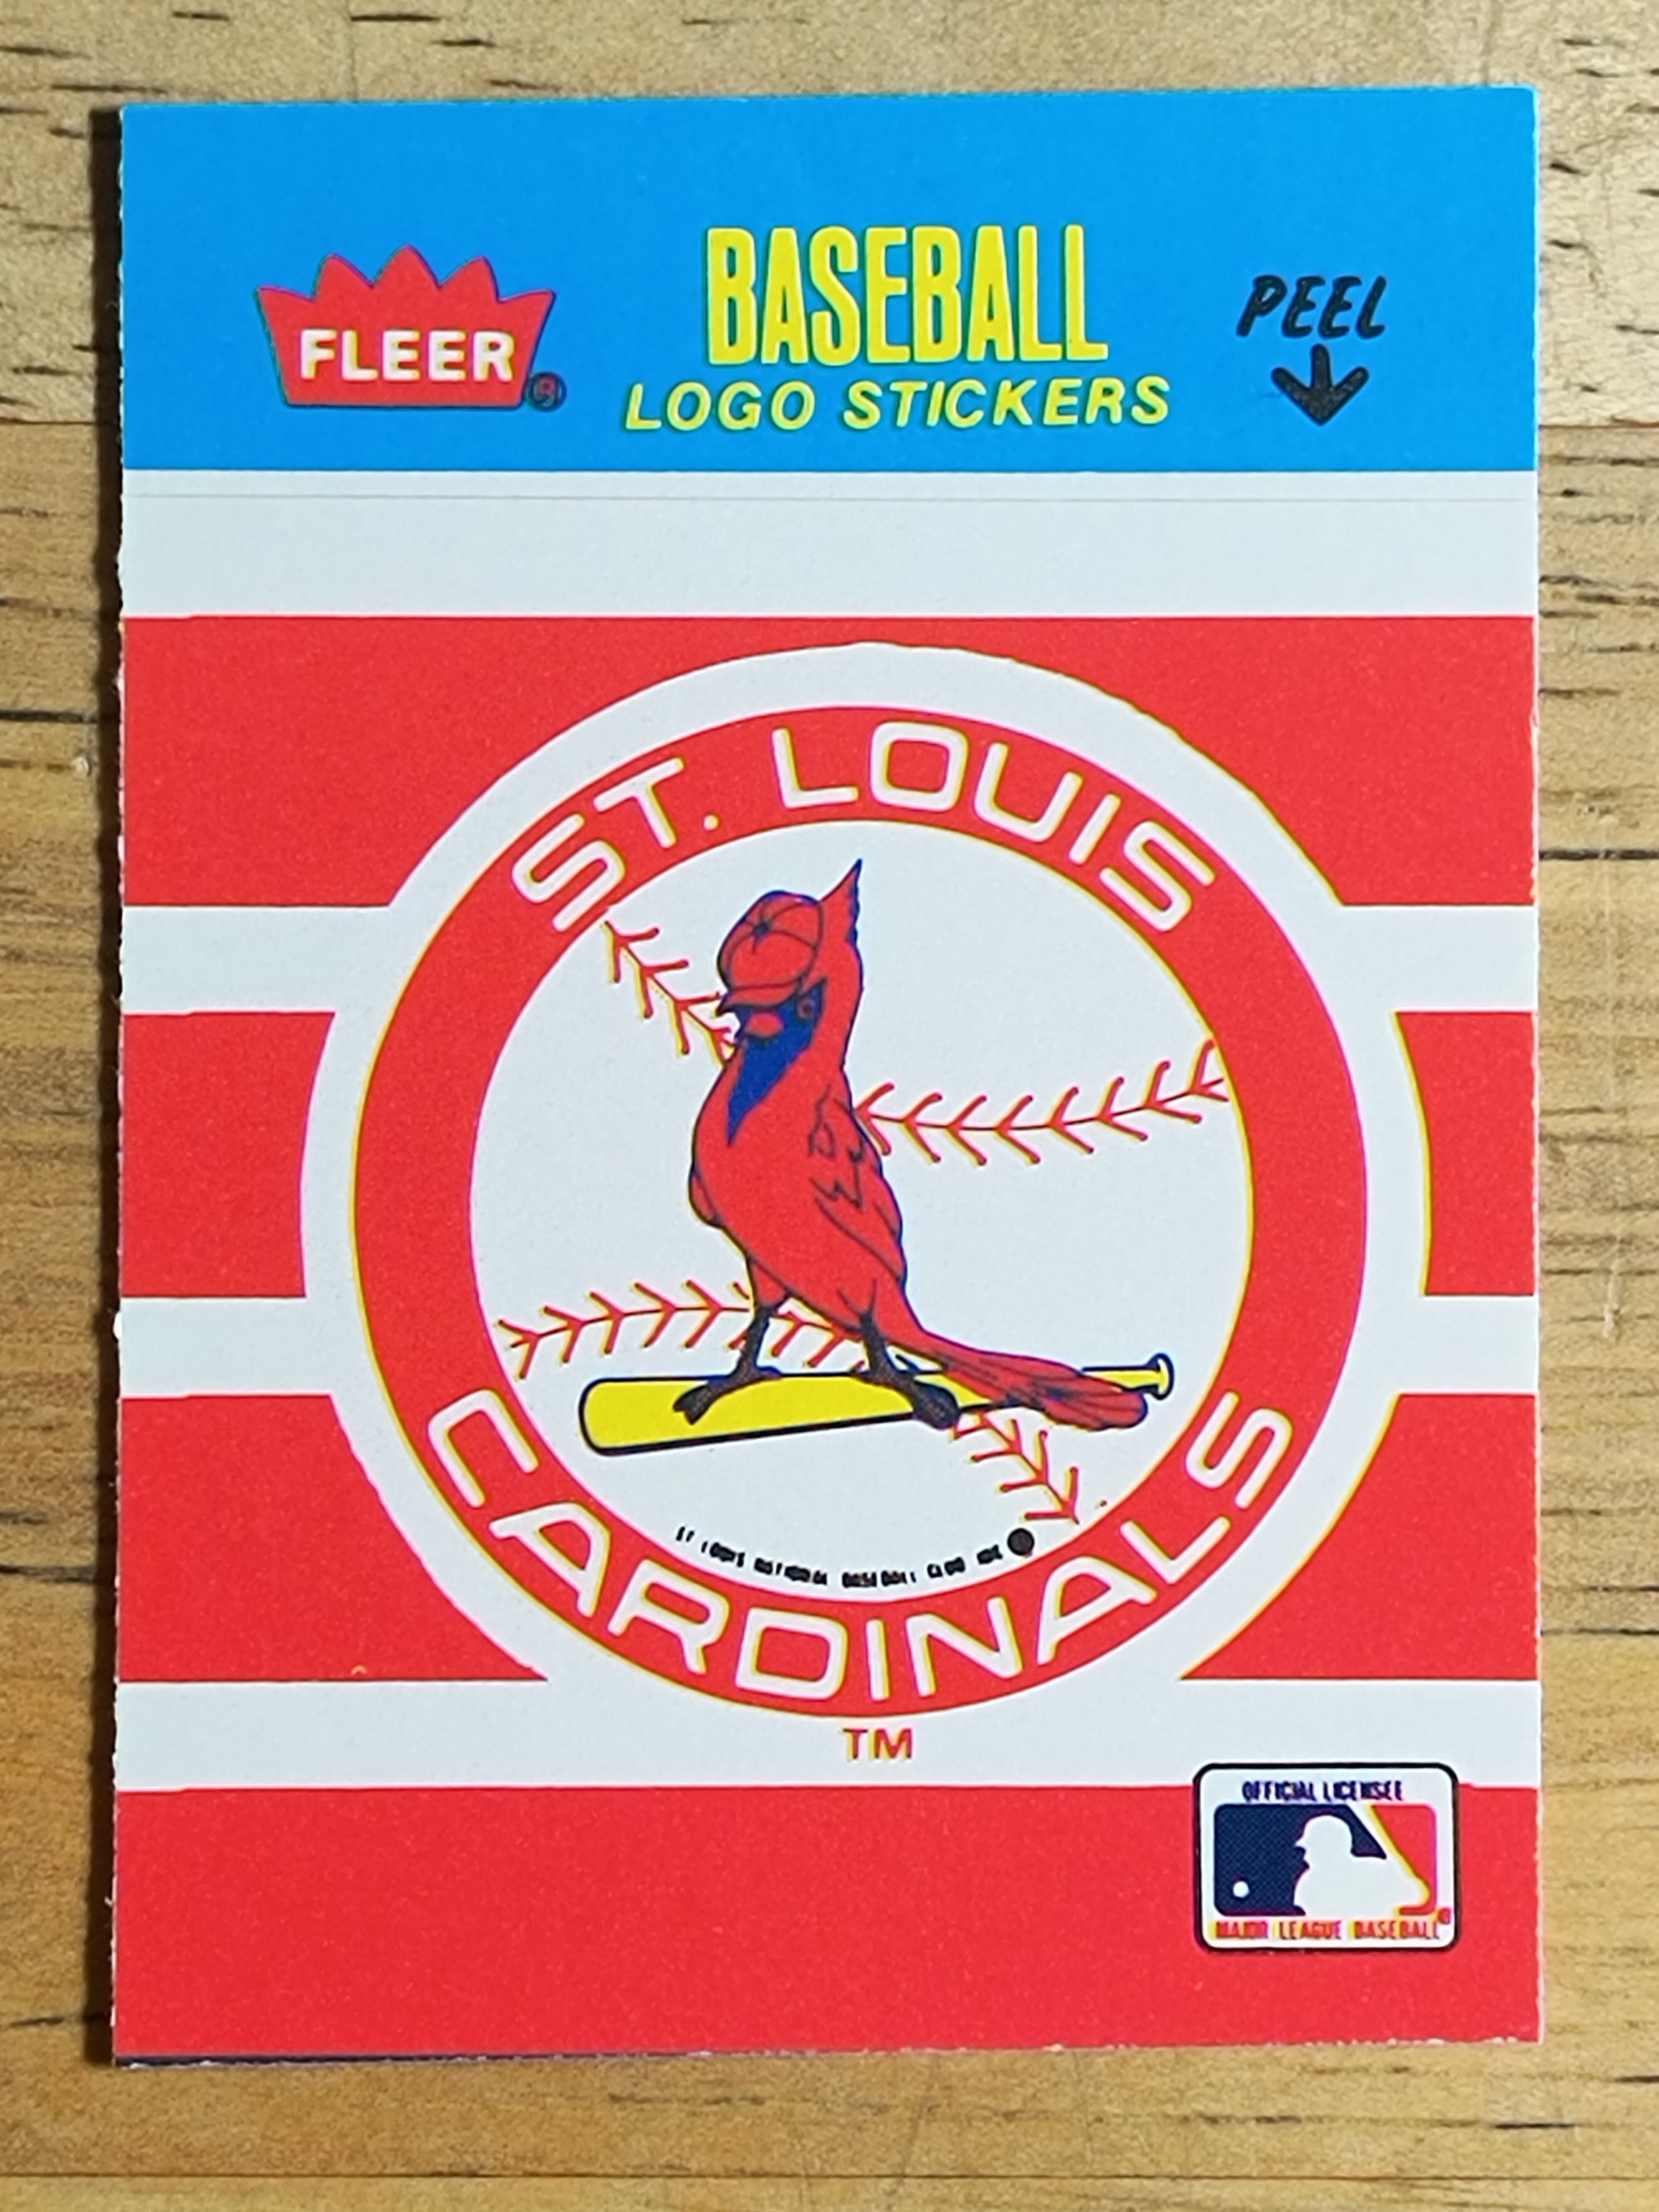 FLEER®
BASEBALL
LOGO STICKERS
PEEL
ST. LOUIS
CARDINALS
TM
OFFICIAL LICENSEE
MAJOR LEAGUE BASEBALL